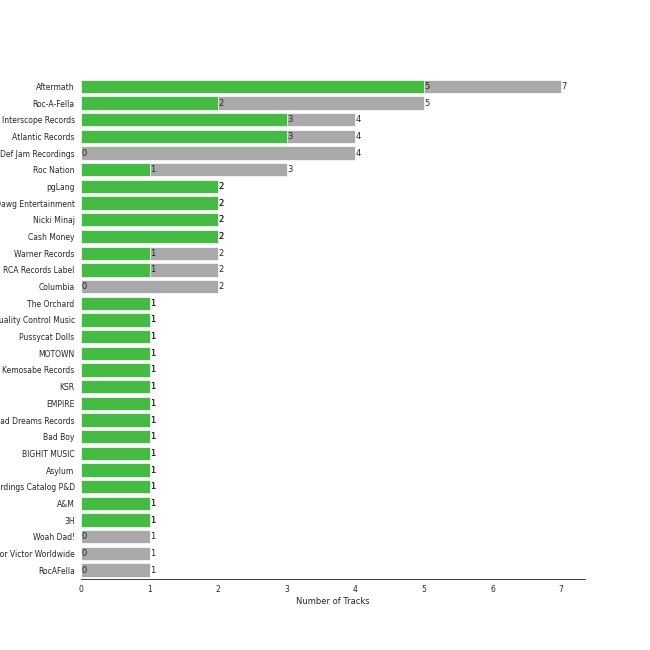 Aftermath 5 7
Roc-A-Fella 2 5
Interscope Records 3 4
Atlantic Records 3 4
Def Jam Recordings 0 4
Roc Nation 1 3
pgLang 2
Entertainment 2
Nicki Minaj 2
Cash Money 2
Warner Records 1 2
RCA Records Label 1 2
Columbia 0 2
The Orchard 1
Control Music 1
Pussycat Dolls 1
MOTOWN 1
Kemosabe Records 1
KSR 1
EMPIRE 1
Dreams Records 1
Bad Boy 1
BIGHIT MUSIC 1
Asylum 1
Catalog P&D 1
A&M 1
3H 1
Woah Dad! 0 1
Victor Worldwide 0 1
RocAFella 0 1
0 1 2 3 4 5 6 7
Number of Tracks